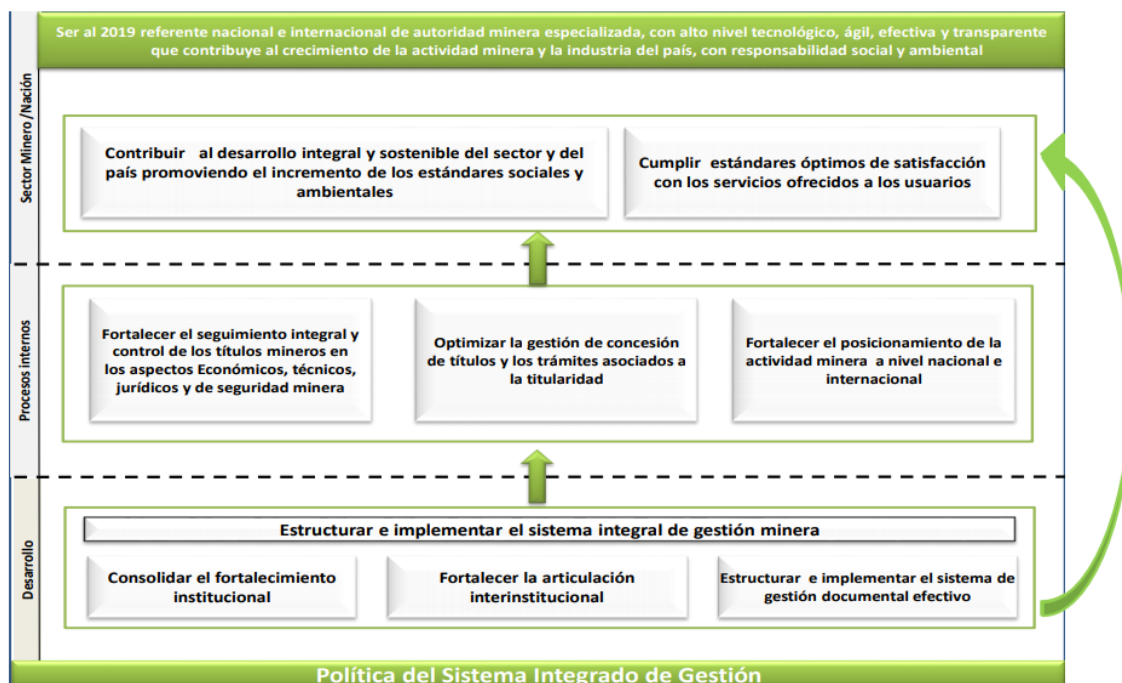 Ser al 2019 referente nacional e internacional de autoridad minera especializada, con alto nivel tecnológico, ágil, efectiva y transparente
que contribuye al crecimiento de la actividad minera y la industria del país, con responsabilidad social y ambiental
Sector Minero /Nación
Contribuir al desarrollo integral y sostenible del sector y del
país promoviendo el incremento de los estándares sociales y
ambientales
Cumplir estándares óptimos de satisfacción
con los servicios ofrecidos a los usuarios
Procesos internos
Fortalecer el seguimiento integral y
control de los títulos mineros en
los aspectos Económicos, técnicos,
jurídicos y de seguridad minera
Optimizar la gestión de concesión
de títulos y los trámites asociados a
la titularidad
Fortalecer el posicionamiento de la
actividad minera a nivel nacional e
internacional
Desarrollo
Estructurar e implementar el sistema integral de gestión minera
Consolidar el fortalecimiento
institucional
Fortalecer la articulación
interinstitucional
Estructurar e implementar el sistema de
gestión documental efectivo
Política del Sistema Integrado de Gestión